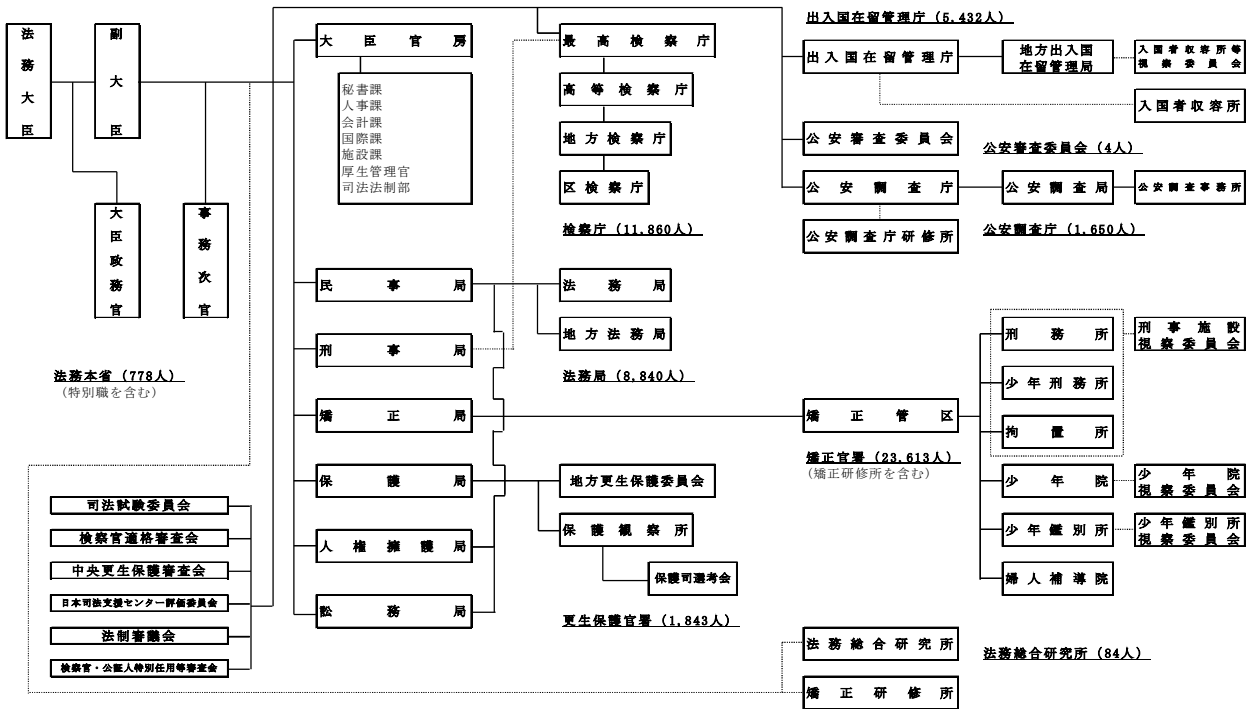 法務大臣
副大臣
大臣政務官
事務次官
法務本省(778人)
(特別職を含む)
司法試験委員会
検察官適格審査会
中央更生保護審査会
日本司法支援センター評価委員会
法制審議会
検察官・公証人特別任用等審査会
大臣官房
秘書課
人事課
会計課
国際課
施設課
厚生管理官
司法法制部
民事局
刑事局
矯正局
保護局
人権擁護局
訟務局
最高検察庁
高等検察庁
地方検察庁
区検察庁
検察庁(11,860人)
法務局
地方法務局
法務局(8,840人)
地方更生保護委員会
保護観察所
保護司選考会
更生保護官署(1,843人)
出入国在留管理庁(5,432人)
出入国在留管理庁
地方出入国
在留管理局
入国者収容所等
視察委員会
入国者収容所
公安審査委員会
公安審査委員会(4人)
公安調査庁
公安調査局
公安調査事務所
公安調査庁研修所
公安調査庁(1,650人)
矯正管区
矯正官署(23,613人)
(矯正研修所を含む)
刑務所
刑事施設
視察委員会
少年刑務所
拘置所
少年院
少年院
視察委員会
少年鑑別所
少年鑑別所
視察委員会
婦人補導院
法務総合研究所
法務総合研究所(84人)
矯正研修所